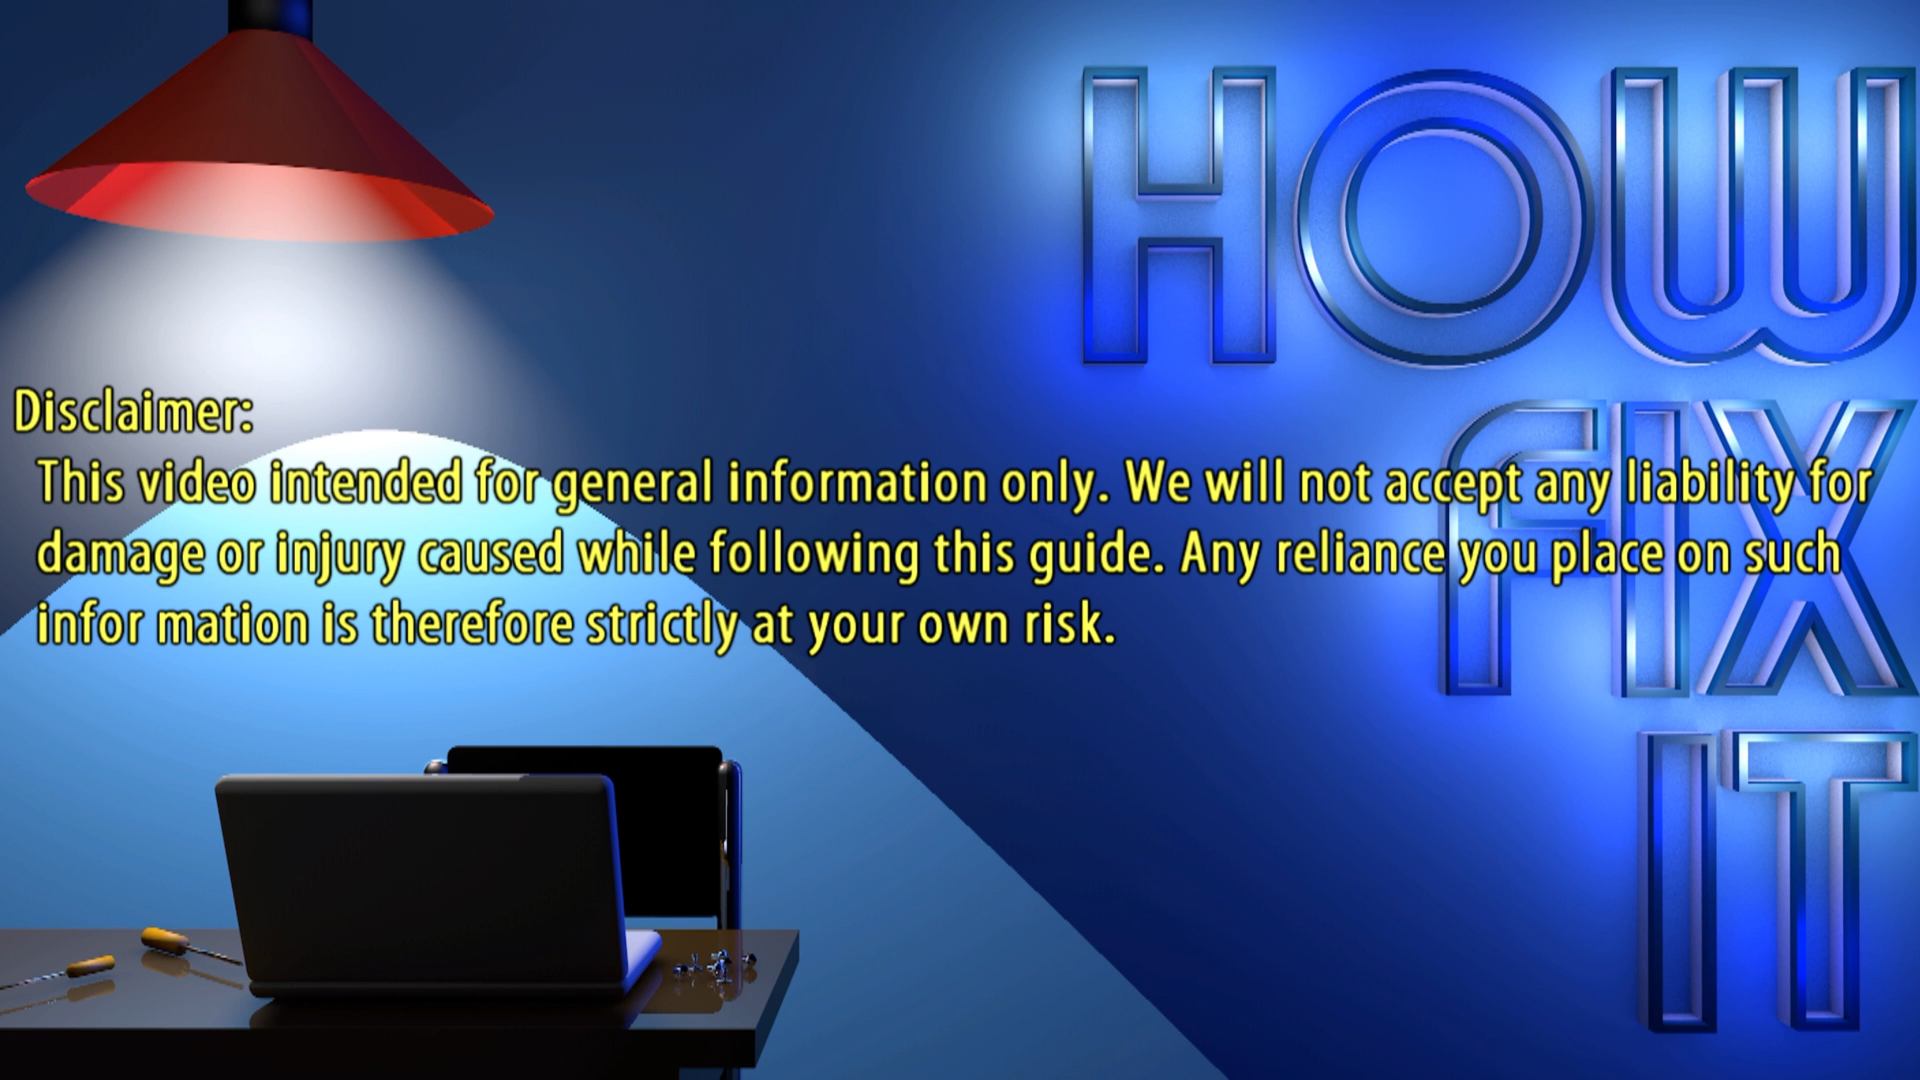 HOW
FIX
IT
Disclaimer:
This video intended for general information only. We will not accept any liability for
damage or injury caused while following this guide. Any reliance you place on such
infor mation is therefore strictly at your own risk.